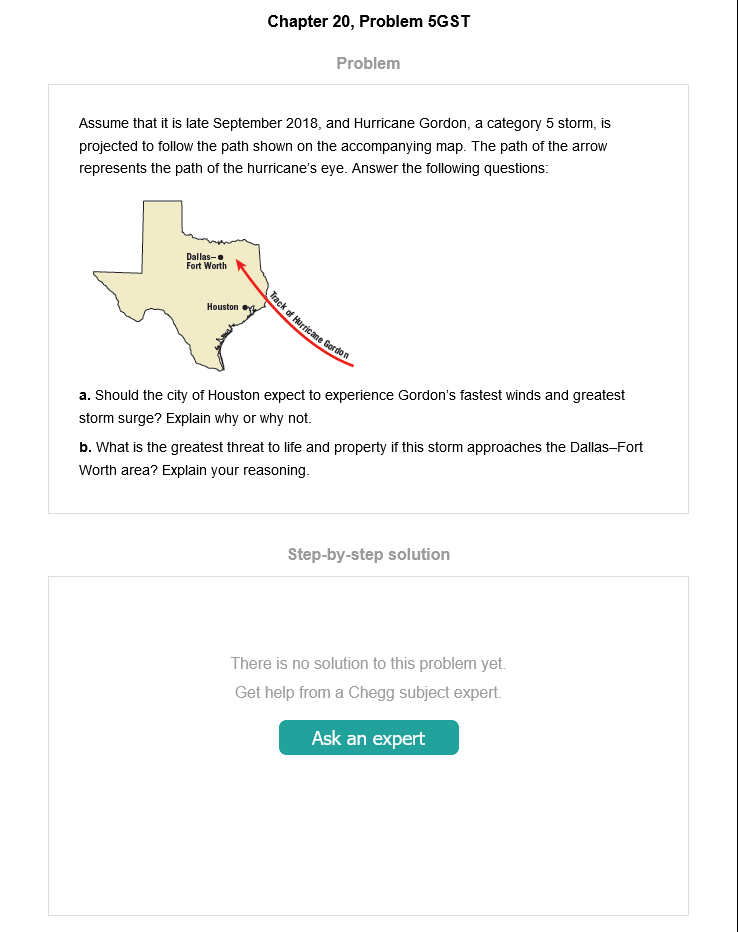 Chapter 20, Problem 5GST
Problem
Assume that it is late September 2018, and Hurricane Gordon, a category 5 storm, is
projected to follow the path shown on the accompanying map. The path of the arrow
represents the path of the hurricane's eye. Answer the following questions:
Dallas–
Fort Worth
Houston
Track of Hurricane Gordon
a. Should the city of Houston expect to experience Gordon's fastest winds and greatest
storm surge? Explain why or why not.
b. What is the greatest threat to life and property if this storm approaches the Dallas–Fort
Worth area? Explain your reasoning.
Step-by-step solution
There is no solution to this problem yet.
Get help from a Chegg subject expert.
Ask an expert